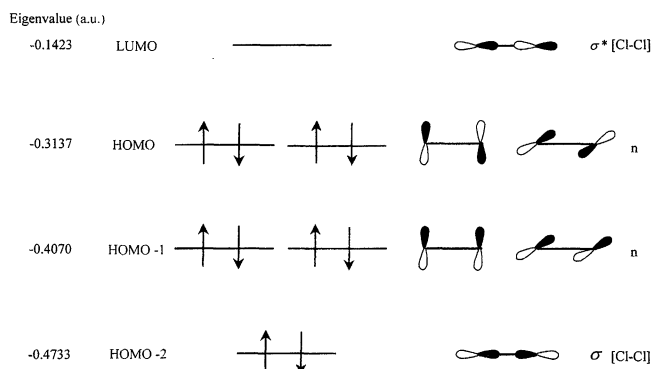 Eigenvalue (a.u.)
-0.1423 LUMO σ* [Cl-Cl]
-0.3137 HOMO n
-0.4070 HOMO -1 n
-0.4733 HOMO -2 σ [Cl-Cl]